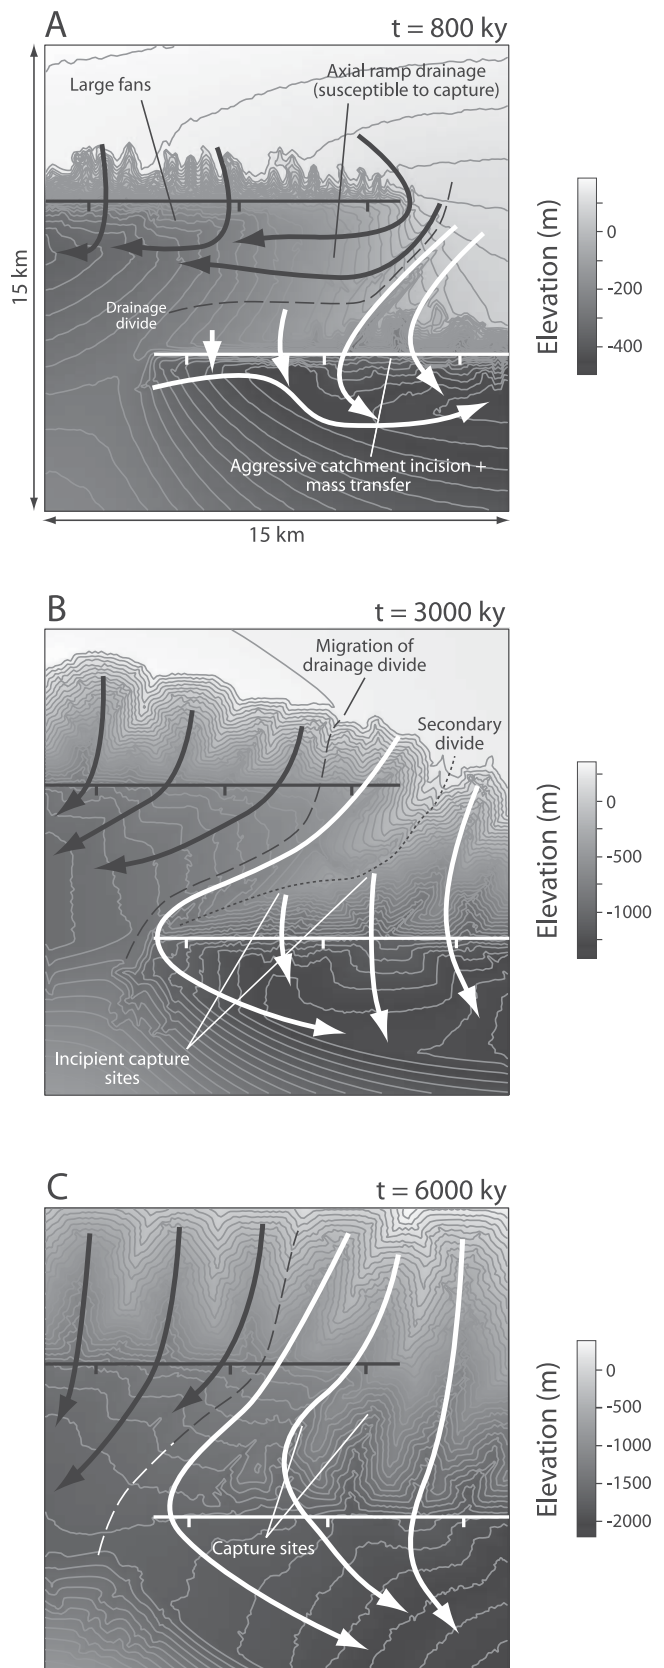 A
t = 800 ky
Large fans
Axial ramp drainage
(susceptible to capture)
Drainage
divide
Aggressive catchment incision +
mass transfer
15 km
15 km
Elevation (m)
0
-200
-400
B
t = 3000 ky
Migration of
drainage divide
Secondary
divide
Incipient capture
sites
Elevation (m)
0
-500
-1000
C
t = 6000 ky
Capture sites
Elevation (m)
0
-500
-1000
-1500
-2000